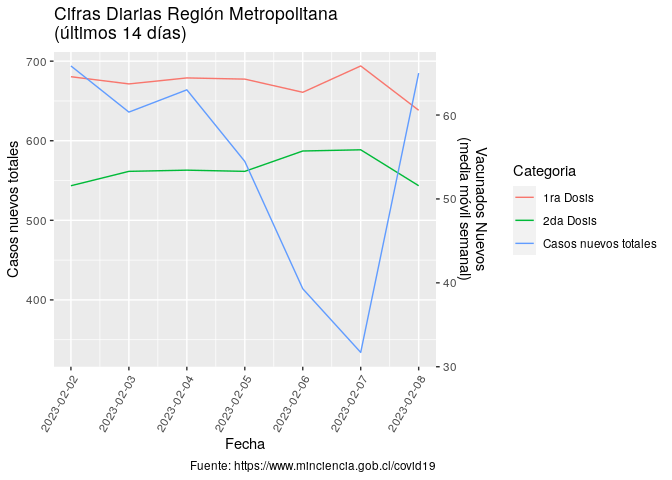 Cifras Diarias Región Metropolitana
(últimos 14 días)
Casos nuevos totales
700
600
500
400
60
50
40
30
Vacunados Nuevos
(media móvil semanal)
2023-02-02
2023-02-03
2023-02-04
2023-02-05
2023-02-06
2023-02-07
2023-02-08
Fecha
Categoria
1ra Dosis
2da Dosis
Casos nuevos totales
Fuente: https://www.minciencia.gob.cl/covid19